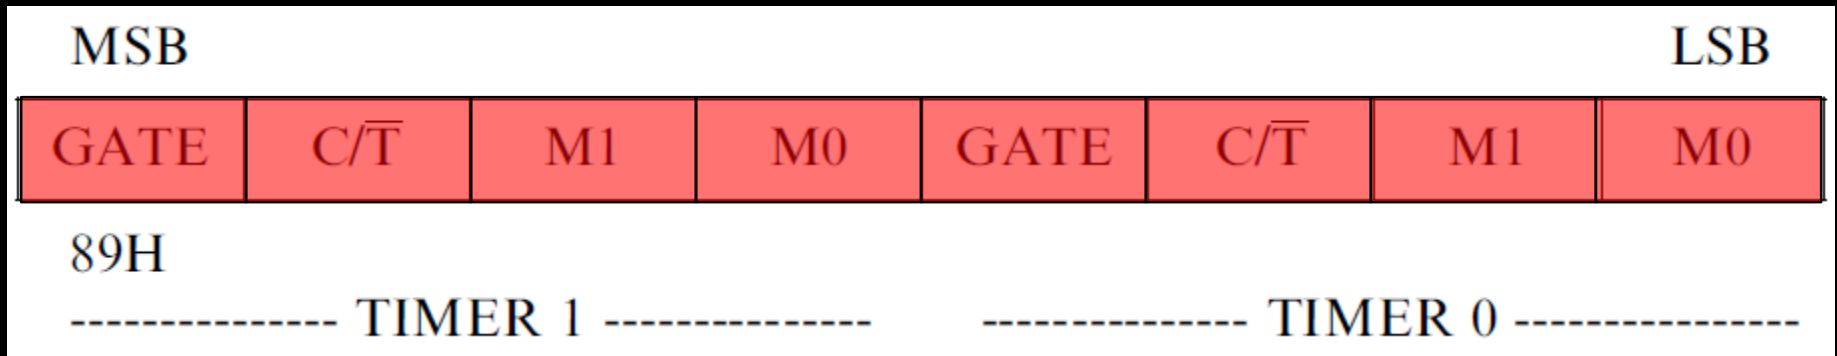 MSB LSB
GATE C/T̅ M1 M0 GATE C/T̅ M1 M0
89H
--------------- TIMER 1 --------------- --------------- TIMER 0 ----------------